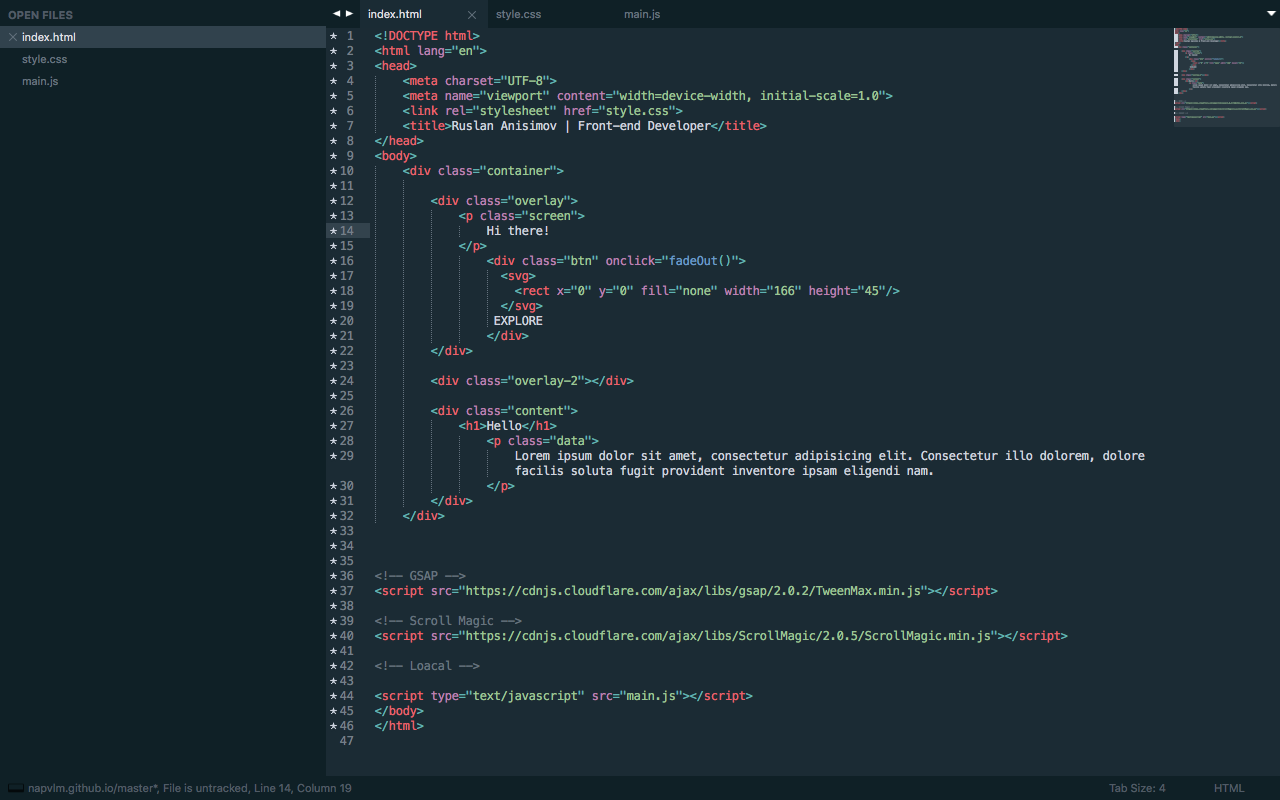 OPEN FILES
index.html
style.css
main.js
index.html style.css main.js
1 <!DOCTYPE html>
2 <html lang="en">
3 <head>
4 <meta charset="UTF-8">
5 <meta name="viewport" content="width=device-width, initial-scale=1.0">
6 <link rel="stylesheet" href="style.css">
7 <title>Ruslan Anisimov | Front-end Developer</title>
8 </head>
9 <body>
10 <div class="container">
11
12 <div class="overlay">
13 <p class="screen">
14 Hi there!
15 </p>
16 <div class="btn" onclick="fadeOut()">
17 <svg>
18 <rect x="0" y="0" fill="none" width="166" height="45"/>
19 </svg>
20 EXPLORE
21 </div>
22 </div>
23
24 <div class="overlay-2"></div>
25
26 <div class="content">
27 <h1>Hello</h1>
28 <p class="data">
29 Lorem ipsum dolor sit amet, consectetur adipisicing elit. Consectetur illo dolorem, dolore
facilis soluta fugit provident inventore ipsam eligendi nam.
30 </p>
31 </div>
32 </div>
33
34
35
36 <!-- GSAP -->
37 <script src="https://cdnjs.cloudflare.com/ajax/libs/gsap/2.0.2/TweenMax.min.js"></script>
38
39 <!-- Scroll Magic -->
40 <script src="https://cdnjs.cloudflare.com/ajax/libs/ScrollMagic/2.0.5/ScrollMagic.min.js"></script>
41
42 <!-- Loacal -->
43
44 <script type="text/javascript" src="main.js"></script>
45 </body>
46 </html>
47
napvlm.github.io/master*, File is untracked, Line 14, Column 19 Tab Size: 4 HTML